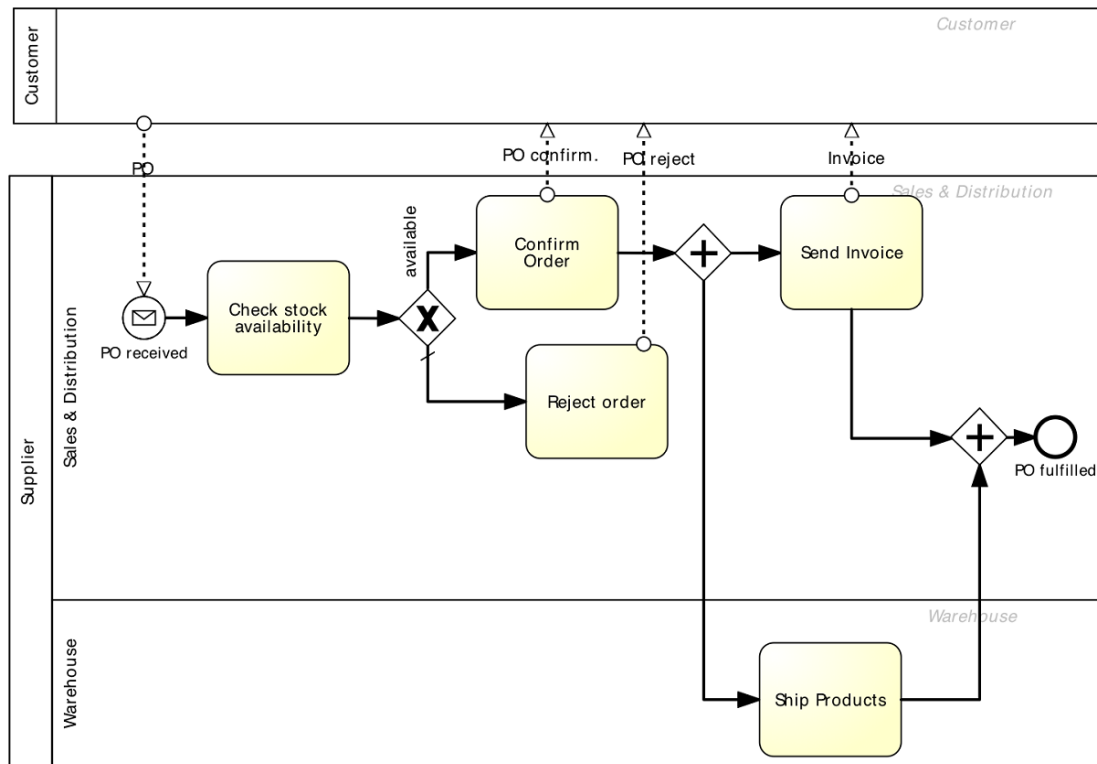 Customer
Customer
PO
PO confirm.
PO reject
Invoice
Sales & Distribution
available
Confirm
Order
Send Invoice
Check stock
availability
PO received
Reject order
Sales & Distribution
Supplier
PO fulfilled
Warehouse
Warehouse
Ship Products